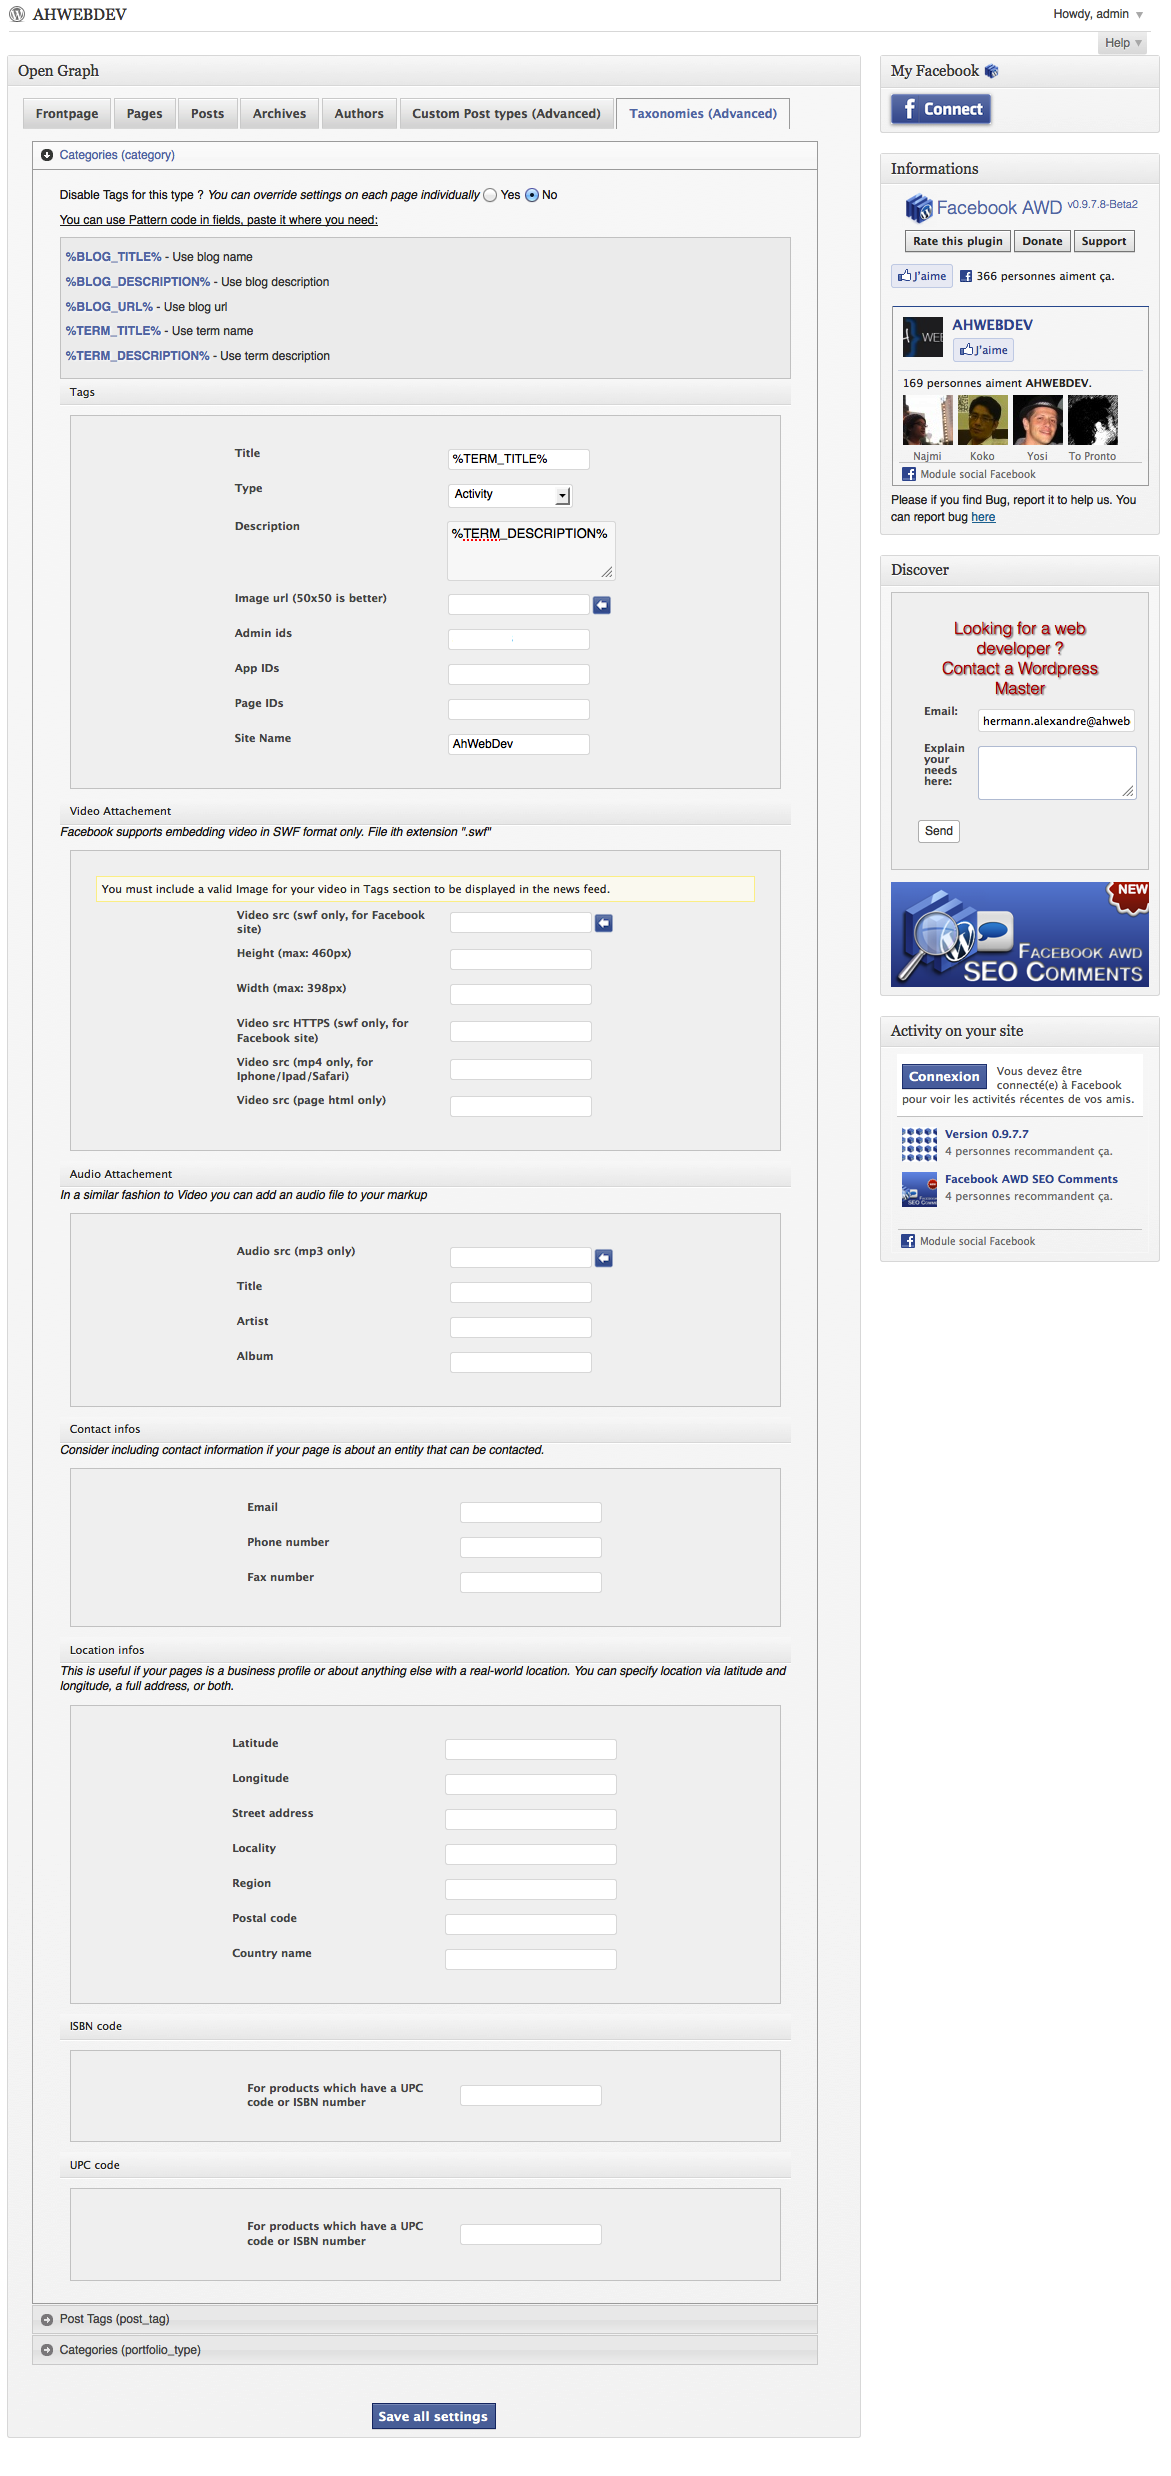 AHWEBDEV
Howdy, admin
Help
Open Graph
Frontpage
Pages
Posts
Archives
Authors
Custom Post types (Advanced)
Taxonomies (Advanced)
Categories (category)
Disable Tags for this type ? You can override settings on each page individually Yes No
You can use Pattern code in fields, paste it where you need:
%BLOG_TITLE% - Use blog name
%BLOG_DESCRIPTION% - Use blog description
%BLOG_URL% - Use blog url
%TERM_TITLE% - Use term name
%TERM_DESCRIPTION% - Use term description
Tags
Title
%TERM_TITLE%
Type
Activity
Description
%TERM_DESCRIPTION%
Image url (50x50 is better)
Admin ids
App IDs
Page IDs
Site Name
AhWebDev
Video Attachement
Facebook supports embedding video in SWF format only. File ith extension ".swf"
You must include a valid Image for your video in Tags section to be displayed in the news feed.
Video src (swf only, for Facebook
site)
Height (max: 460px)
Width (max: 398px)
Video src HTTPS (swf only, for
Facebook site)
Video src (mp4 only, for
Iphone/Ipad/Safari)
Video src (page html only)
Audio Attachement
In a similar fashion to Video you can add an audio file to your markup
Audio src (mp3 only)
Title
Artist
Album
Contact infos
Consider including contact information if your page is about an entity that can be contacted.
Email
Phone number
Fax number
Location infos
This is useful if your pages is a business profile or about anything else with a real-world location. You can specify location via latitude and
longitude, a full address, or both.
Latitude
Longitude
Street address
Locality
Region
Postal code
Country name
ISBN code
For products which have a UPC
code or ISBN number
UPC code
For products which have a UPC
code or ISBN number
Post Tags (post_tag)
Categories (portfolio_type)
Save all settings
My Facebook
f Connect
Informations
Facebook AWD v0.9.7.8-Beta2
Rate this plugin
Donate
Support
J'aime
366 personnes aiment ça.
AHWEBDEV
J'aime
169 personnes aiment AHWEBDEV.
Najmi
Koko
Yosi
To Pronto
Module social Facebook
Please if you find Bug, report it to help us. You
can report bug here
Discover
Looking for a web
developer ?
Contact a Wordpress
Master
Email:
hermann.alexandre@ahweb
Explain
your
needs
here:
Send
NEW
FACEBOOK AWD
SEO COMMENTS
Activity on your site
Connexion
Vous devez être
connecté(e) à Facebook
pour voir les activités récentes de vos amis.
Version 0.9.7.7
4 personnes recommandent ça.
Facebook AWD SEO Comments
4 personnes recommandent ça.
Module social Facebook